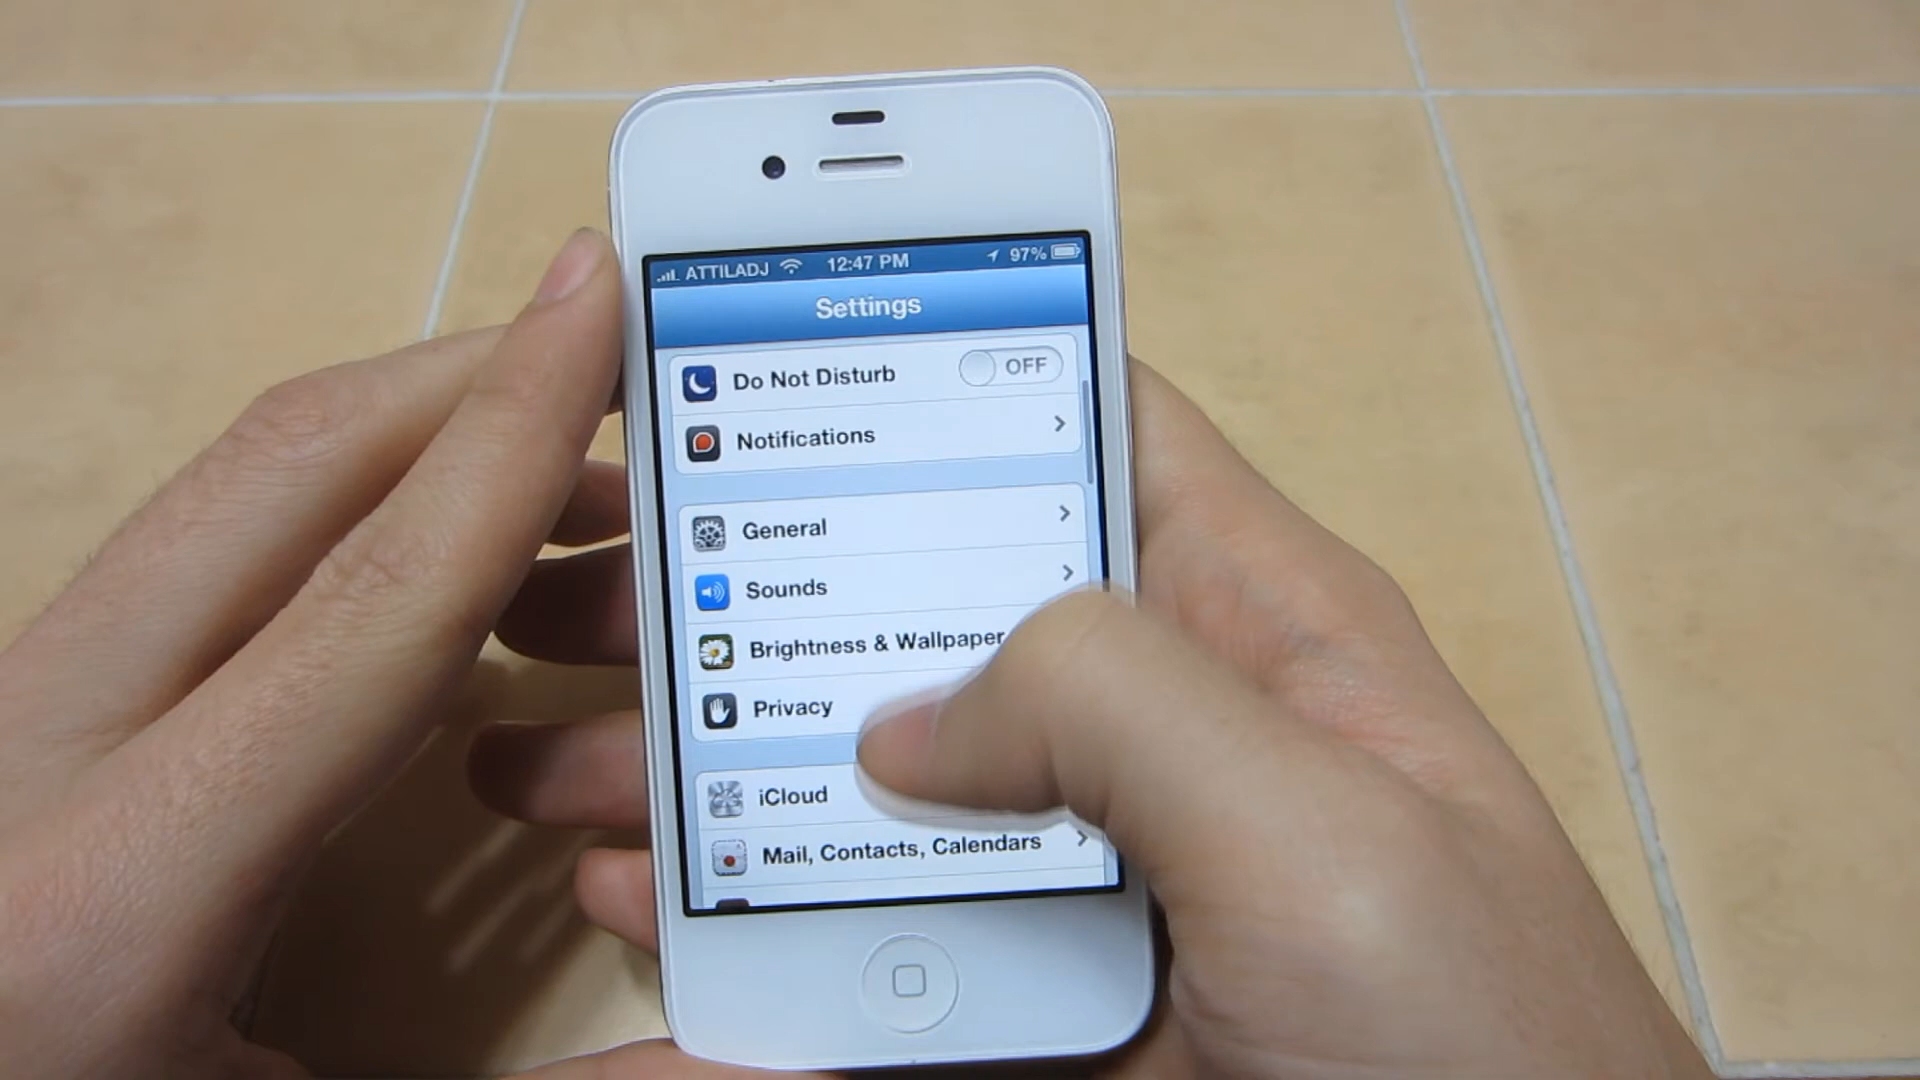 ATTILADJ 12:47 PM 97%
Settings
Do Not Disturb OFF
Notifications
General
Sounds
Brightness & Wallpaper
Privacy
iCloud
Mail, Contacts, Calendars